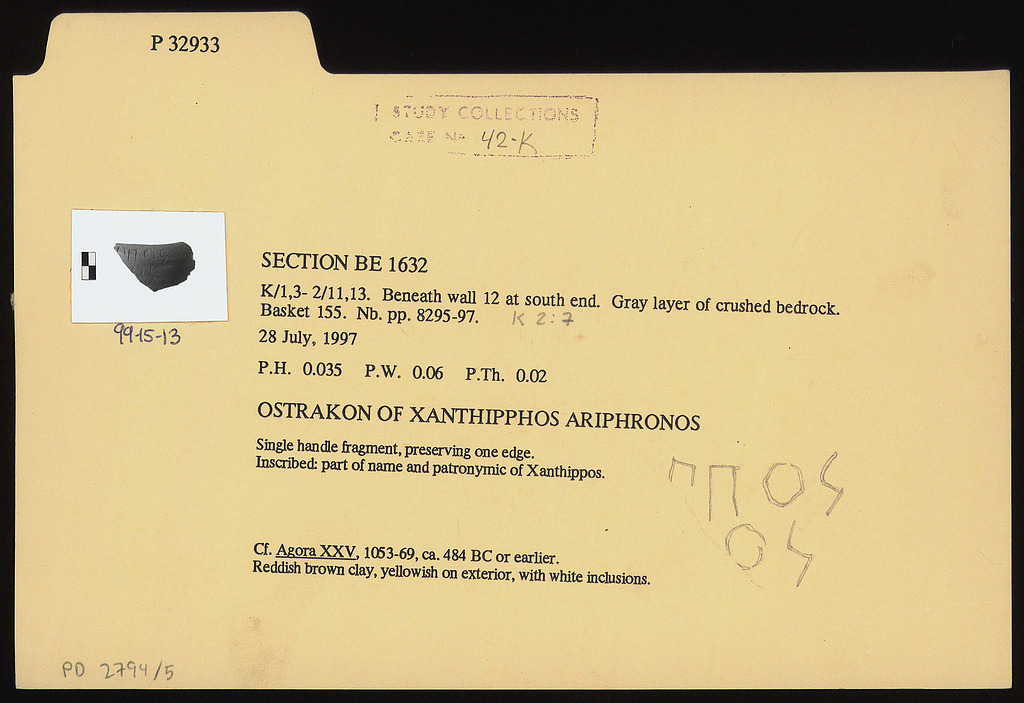 P 32933
STUDY COLLECTIONS
CASE No 42-K
99-15-13
SECTION BE 1632
K/1,3- 2/11,13. Beneath wall 12 at south end. Gray layer of crushed bedrock.
Basket 155. Nb. pp. 8295-97. K 2:7
28 July, 1997
P.H. 0.035 P.W. 0.06 P.Th. 0.02
OSTRAKON OF XANTHIPPHOS ARIPHRONOS
Single handle fragment, preserving one edge.
Inscribed: part of name and patronymic of Xanthippos.
ΠΠΟS
ΟS
Cf. Agora XXV, 1053-69, ca. 484 BC or earlier.
Reddish brown clay, yellowish on exterior, with white inclusions.
PD 2794/5